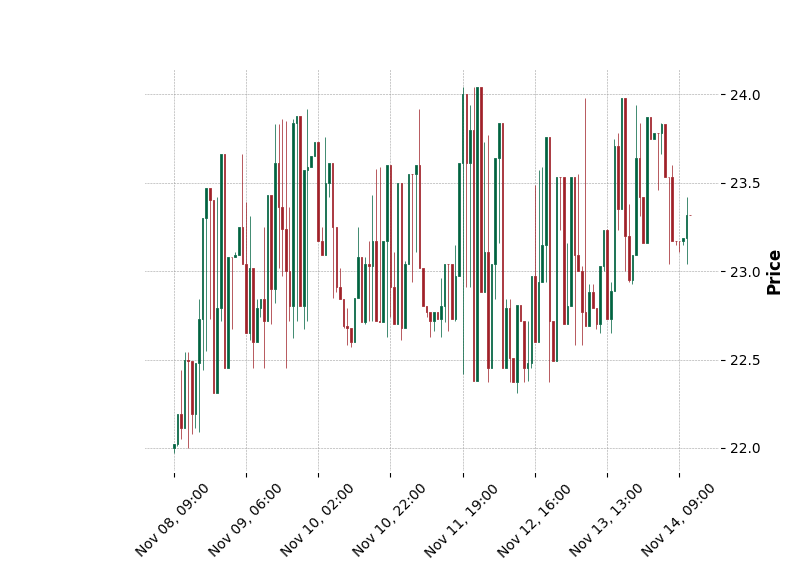 24.0
23.5
23.0
22.5
22.0
Price
Nov 08, 09:00
Nov 09, 06:00
Nov 10, 02:00
Nov 10, 22:00
Nov 11, 19:00
Nov 12, 16:00
Nov 13, 13:00
Nov 14, 09:00